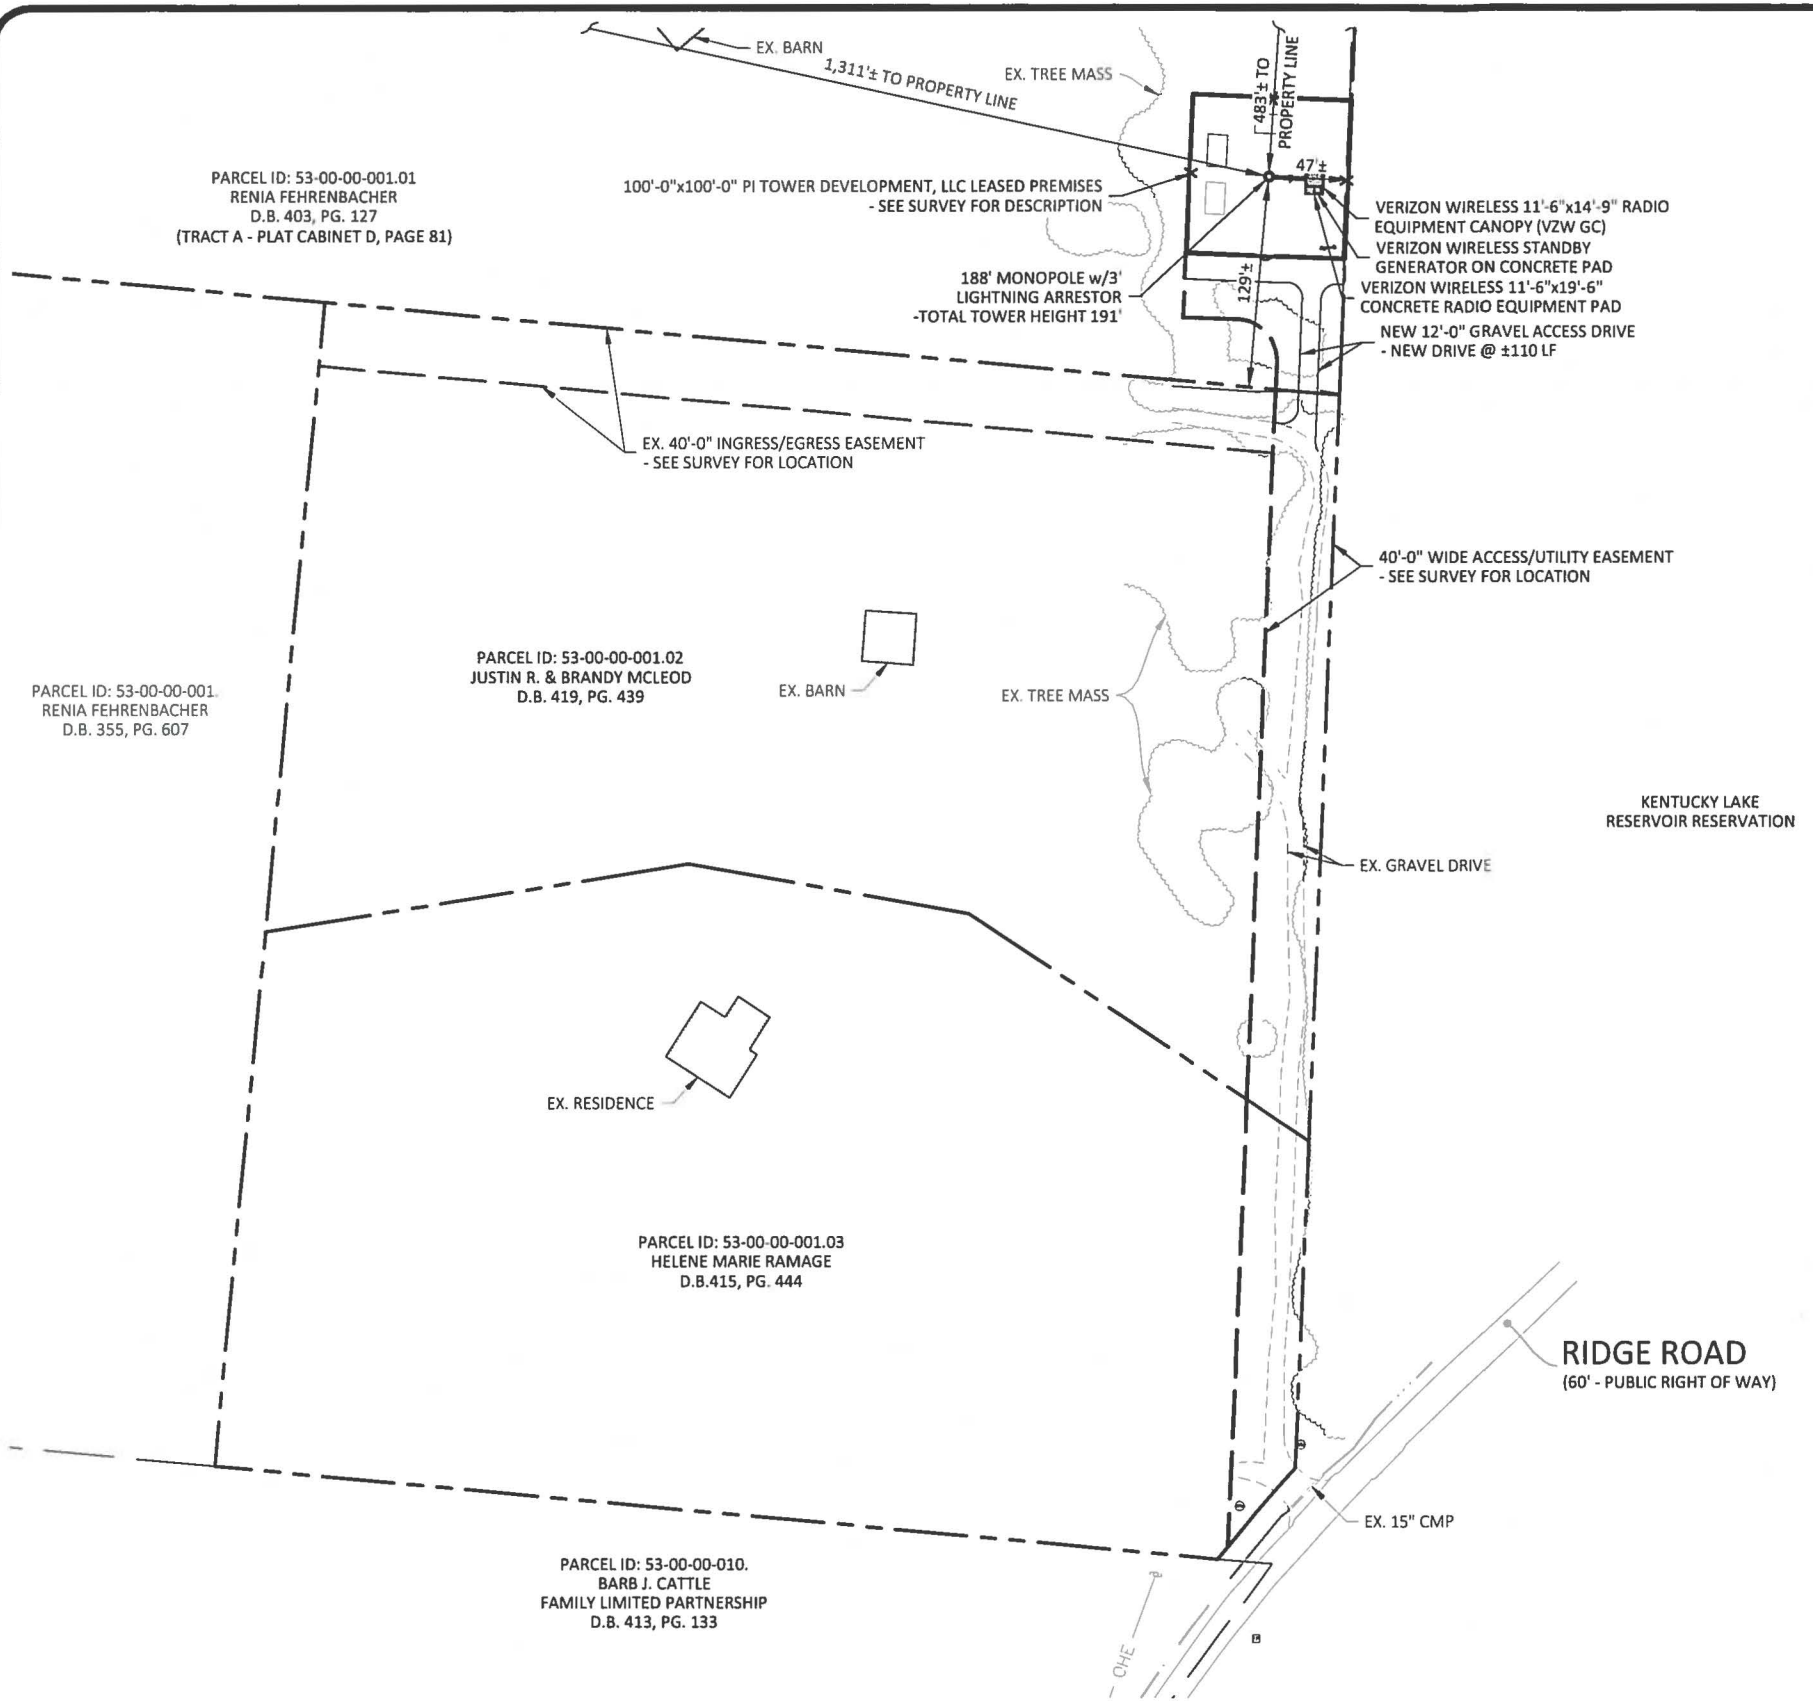 EX. BARN
1,311'± TO PROPERTY LINE
EX. TREE MASS
483'± TO
PROPERTY LINE
47'±
PARCEL ID: 53-00-00-001.01
RENIA FEHRENBACHER
D.B. 403, PG. 127
(TRACT A - PLAT CABINET D, PAGE 81)
100'-0"x100'-0" PI TOWER DEVELOPMENT, LLC LEASED PREMISES
- SEE SURVEY FOR DESCRIPTION
VERIZON WIRELESS 11'-6"x14'-9" RADIO
EQUIPMENT CANOPY (VZW GC)
VERIZON WIRELESS STANDBY
GENERATOR ON CONCRETE PAD
VERIZON WIRELESS 11'-6"x19'-6"
CONCRETE RADIO EQUIPMENT PAD
188' MONOPOLE w/3'
LIGHTNING ARRESTOR
-TOTAL TOWER HEIGHT 191'
129'±
NEW 12'-0" GRAVEL ACCESS DRIVE
- NEW DRIVE @ ±110 LF
EX. 40'-0" INGRESS/EGRESS EASEMENT
- SEE SURVEY FOR LOCATION
40'-0" WIDE ACCESS/UTILITY EASEMENT
- SEE SURVEY FOR LOCATION
PARCEL ID: 53-00-00-001.02
JUSTIN R. & BRANDY MCLEOD
D.B. 419, PG. 439
PARCEL ID: 53-00-00-001.
RENIA FEHRENBACHER
D.B. 355, PG. 607
EX. BARN
EX. TREE MASS
KENTUCKY LAKE
RESERVOIR RESERVATION
EX. GRAVEL DRIVE
EX. RESIDENCE
PARCEL ID: 53-00-00-001.03
HELENE MARIE RAMAGE
D.B.415, PG. 444
RIDGE ROAD
(60' - PUBLIC RIGHT OF WAY)
EX. 15" CMP
PARCEL ID: 53-00-00-010.
BARB J. CATTLE
FAMILY LIMITED PARTNERSHIP
D.B. 413, PG. 133
OHE